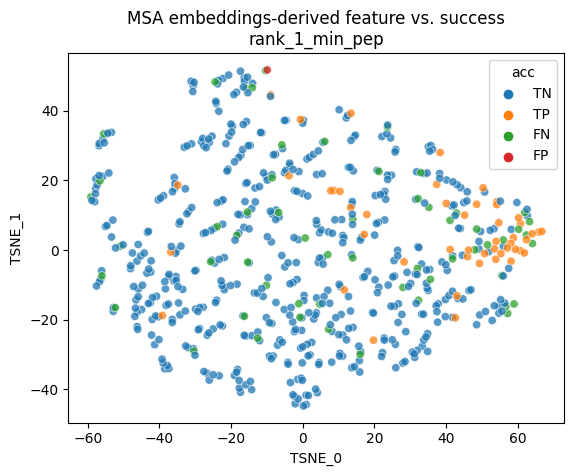 MSA embeddings-derived feature vs. success
rank_1_min_pep
acc
TN
TP
FN
FP
40
20
0
−20
−40
TSNE_1
−60
−40
−20
0
20
40
60
TSNE_0